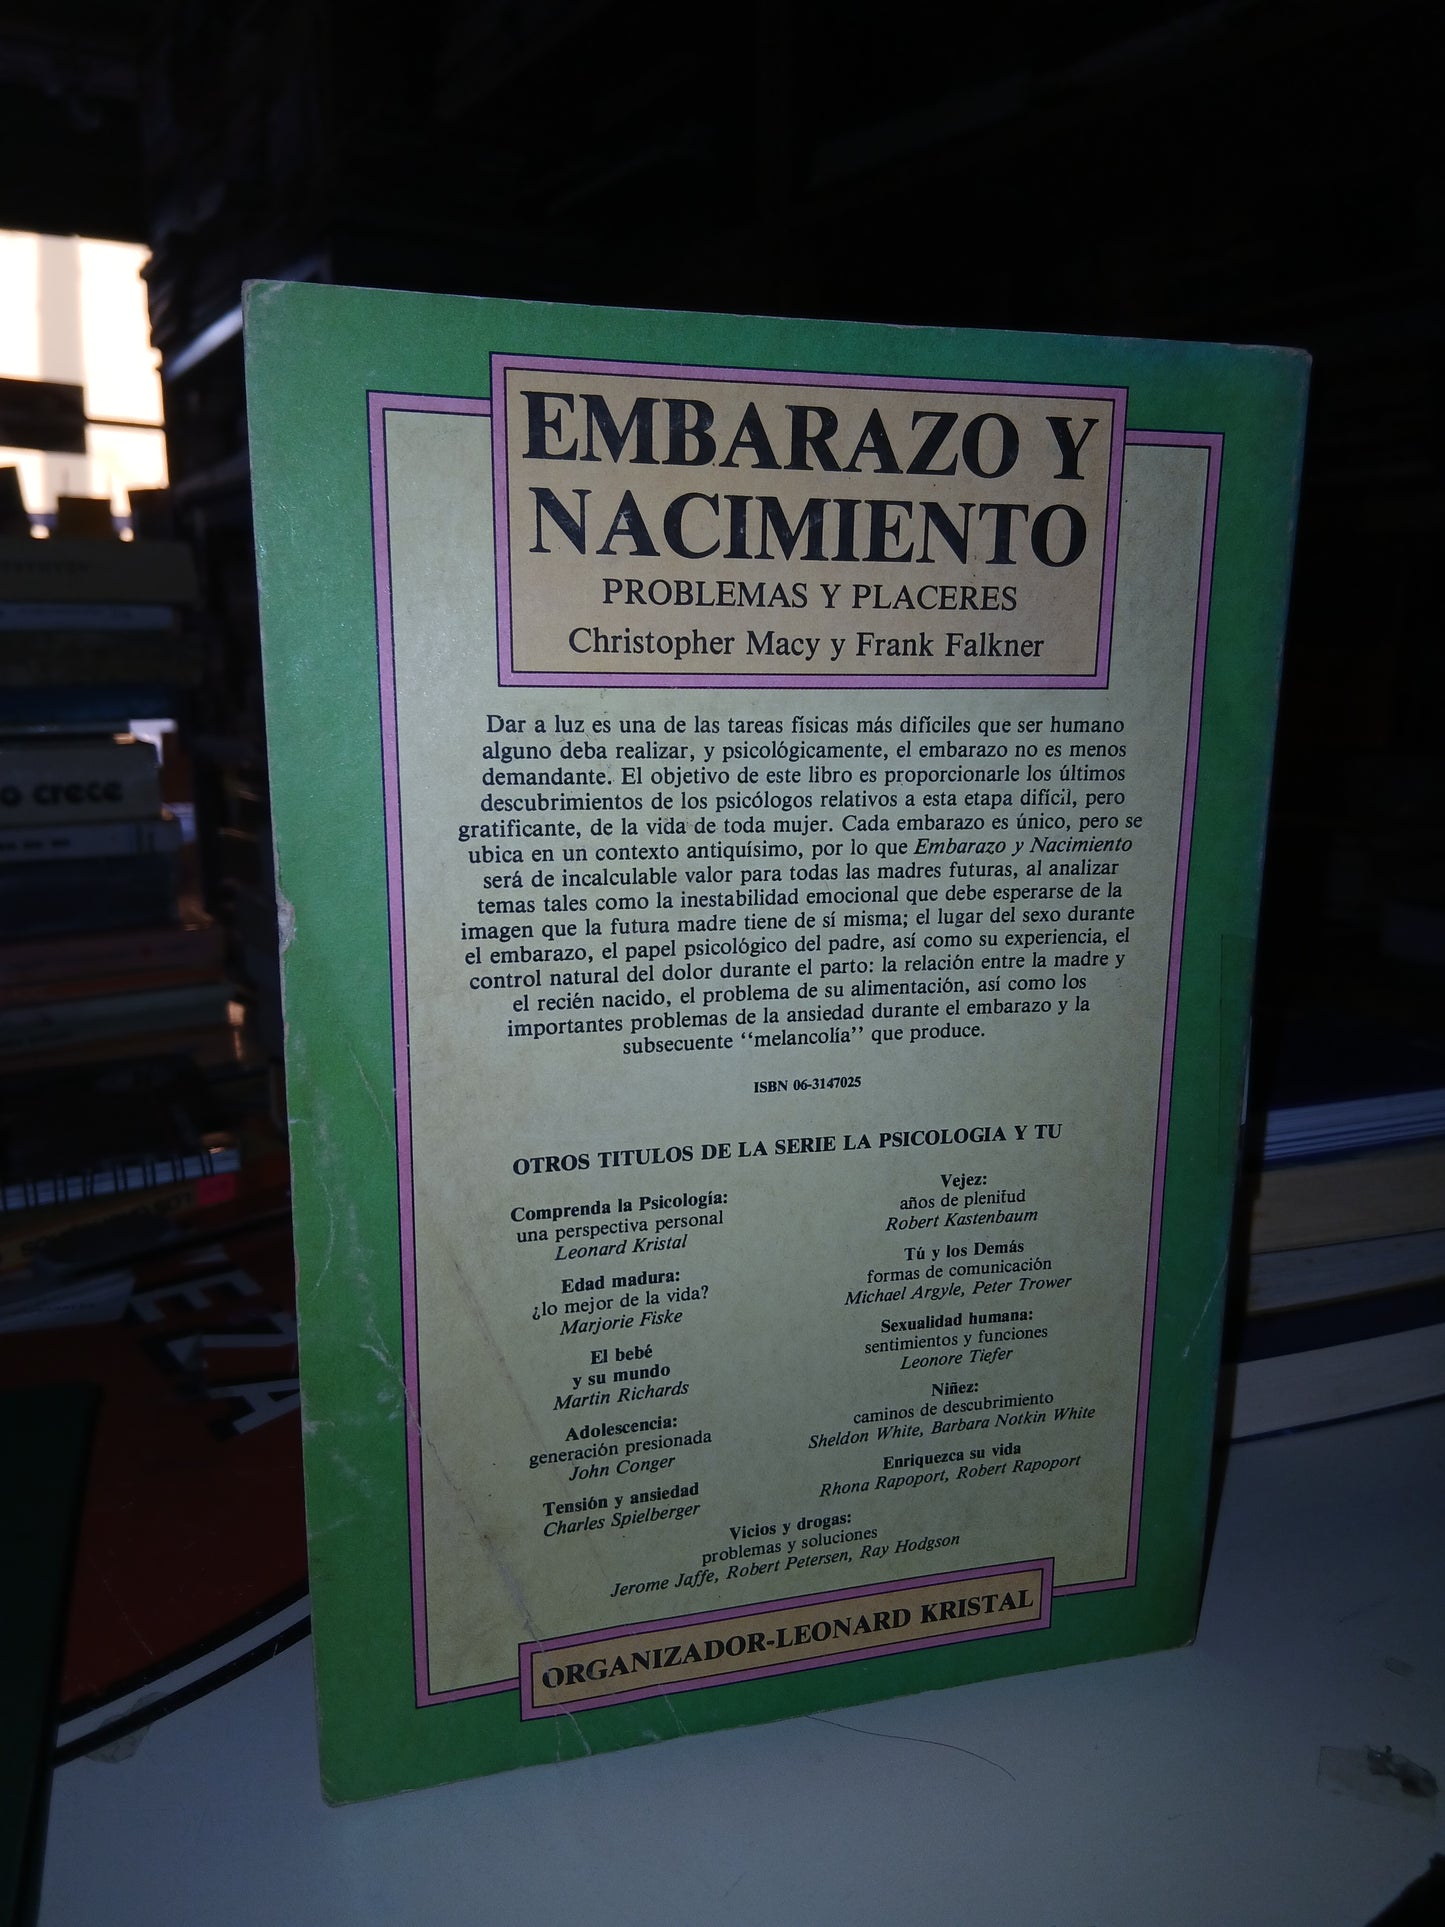 EMBARAZO Y
NACIMIENTO
PROBLEMAS Y PLACERES
Christopher Macy y Frank Falkner
Dar a luz es una de las tareas físicas más difíciles que ser humano
alguno deba realizar, y psicológicamente, el embarazo no es menos
demandante. El objetivo de este libro es proporcionarle los últimos
descubrimientos de los psicólogos relativos a esta etapa difícil, pero
gratificante, de la vida de toda mujer. Cada embarazo es único, pero se
ubica en un contexto antiquísimo, por lo que Embarazo y Nacimiento
será de incalculable valor para todas las madres futuras, al analizar
temas tales como la inestabilidad emocional que debe esperarse de la
imagen que la futura madre tiene de sí misma; el lugar del sexo durante
el embarazo, el papel psicológico del padre, así como su experiencia, el
control natural del dolor durante el parto: la relación entre la madre y
el recién nacido, el problema de su alimentación, así como los
importantes problemas de la ansiedad durante el embarazo y la
subsecuente ‘‘melancolía’’ que produce.
ISBN 06-3147025
OTROS TITULOS DE LA SERIE LA PSICOLOGIA Y TU
Comprenda la Psicología:
una perspectiva personal
Leonard Kristal
Edad madura:
¿lo mejor de la vida?
Marjorie Fiske
El bebé
y su mundo
Martin Richards
Adolescencia:
generación presionada
John Conger
Tensión y ansiedad
Charles Spielberger
Vejez:
años de plenitud
Robert Kastenbaum
Tú y los Demás
formas de comunicación
Michael Argyle, Peter Trower
Sexualidad humana:
sentimientos y funciones
Leonore Tiefer
Niñez:
caminos de descubrimiento
Sheldon White, Barbara Notkin White
Enriquezca su vida
Rhona Rapoport, Robert Rapoport
Vicios y drogas:
problemas y soluciones
Jerome Jaffe, Robert Petersen, Ray Hodgson
ORGANIZADOR-LEONARD KRISTAL
o crece